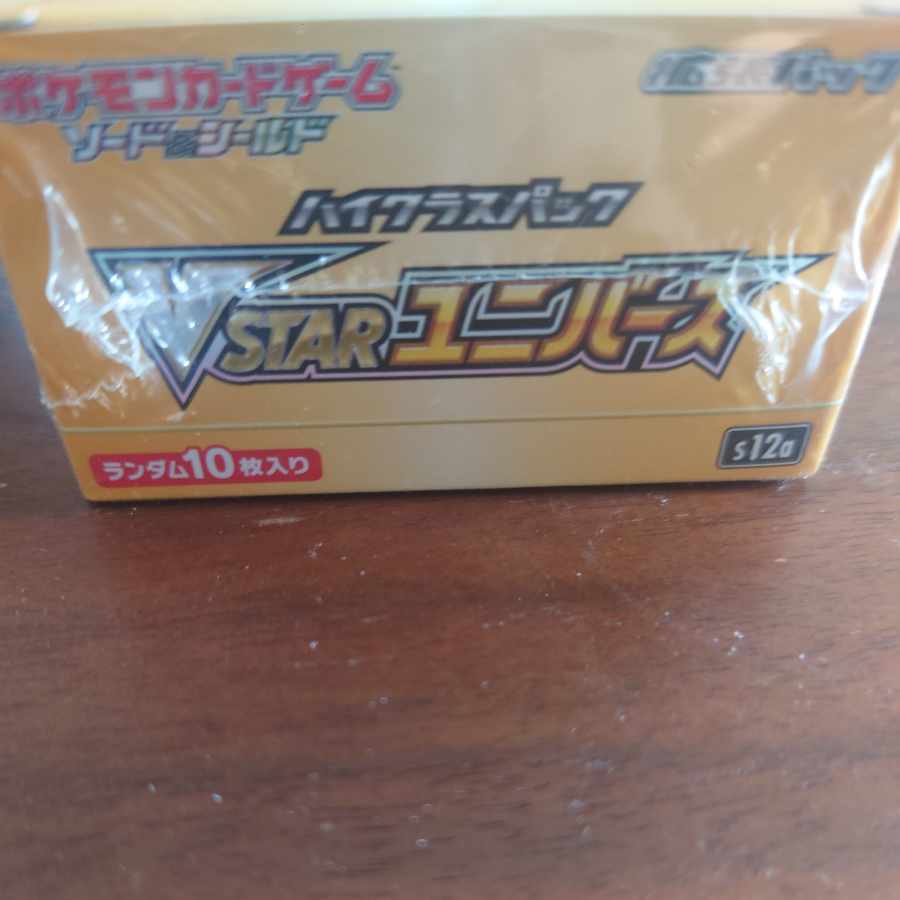 ポケモンカードゲーム
ソード&シールド
拡張パック
ハイクラスパック
VSTARユニバース
ランダム10枚入り
s12a